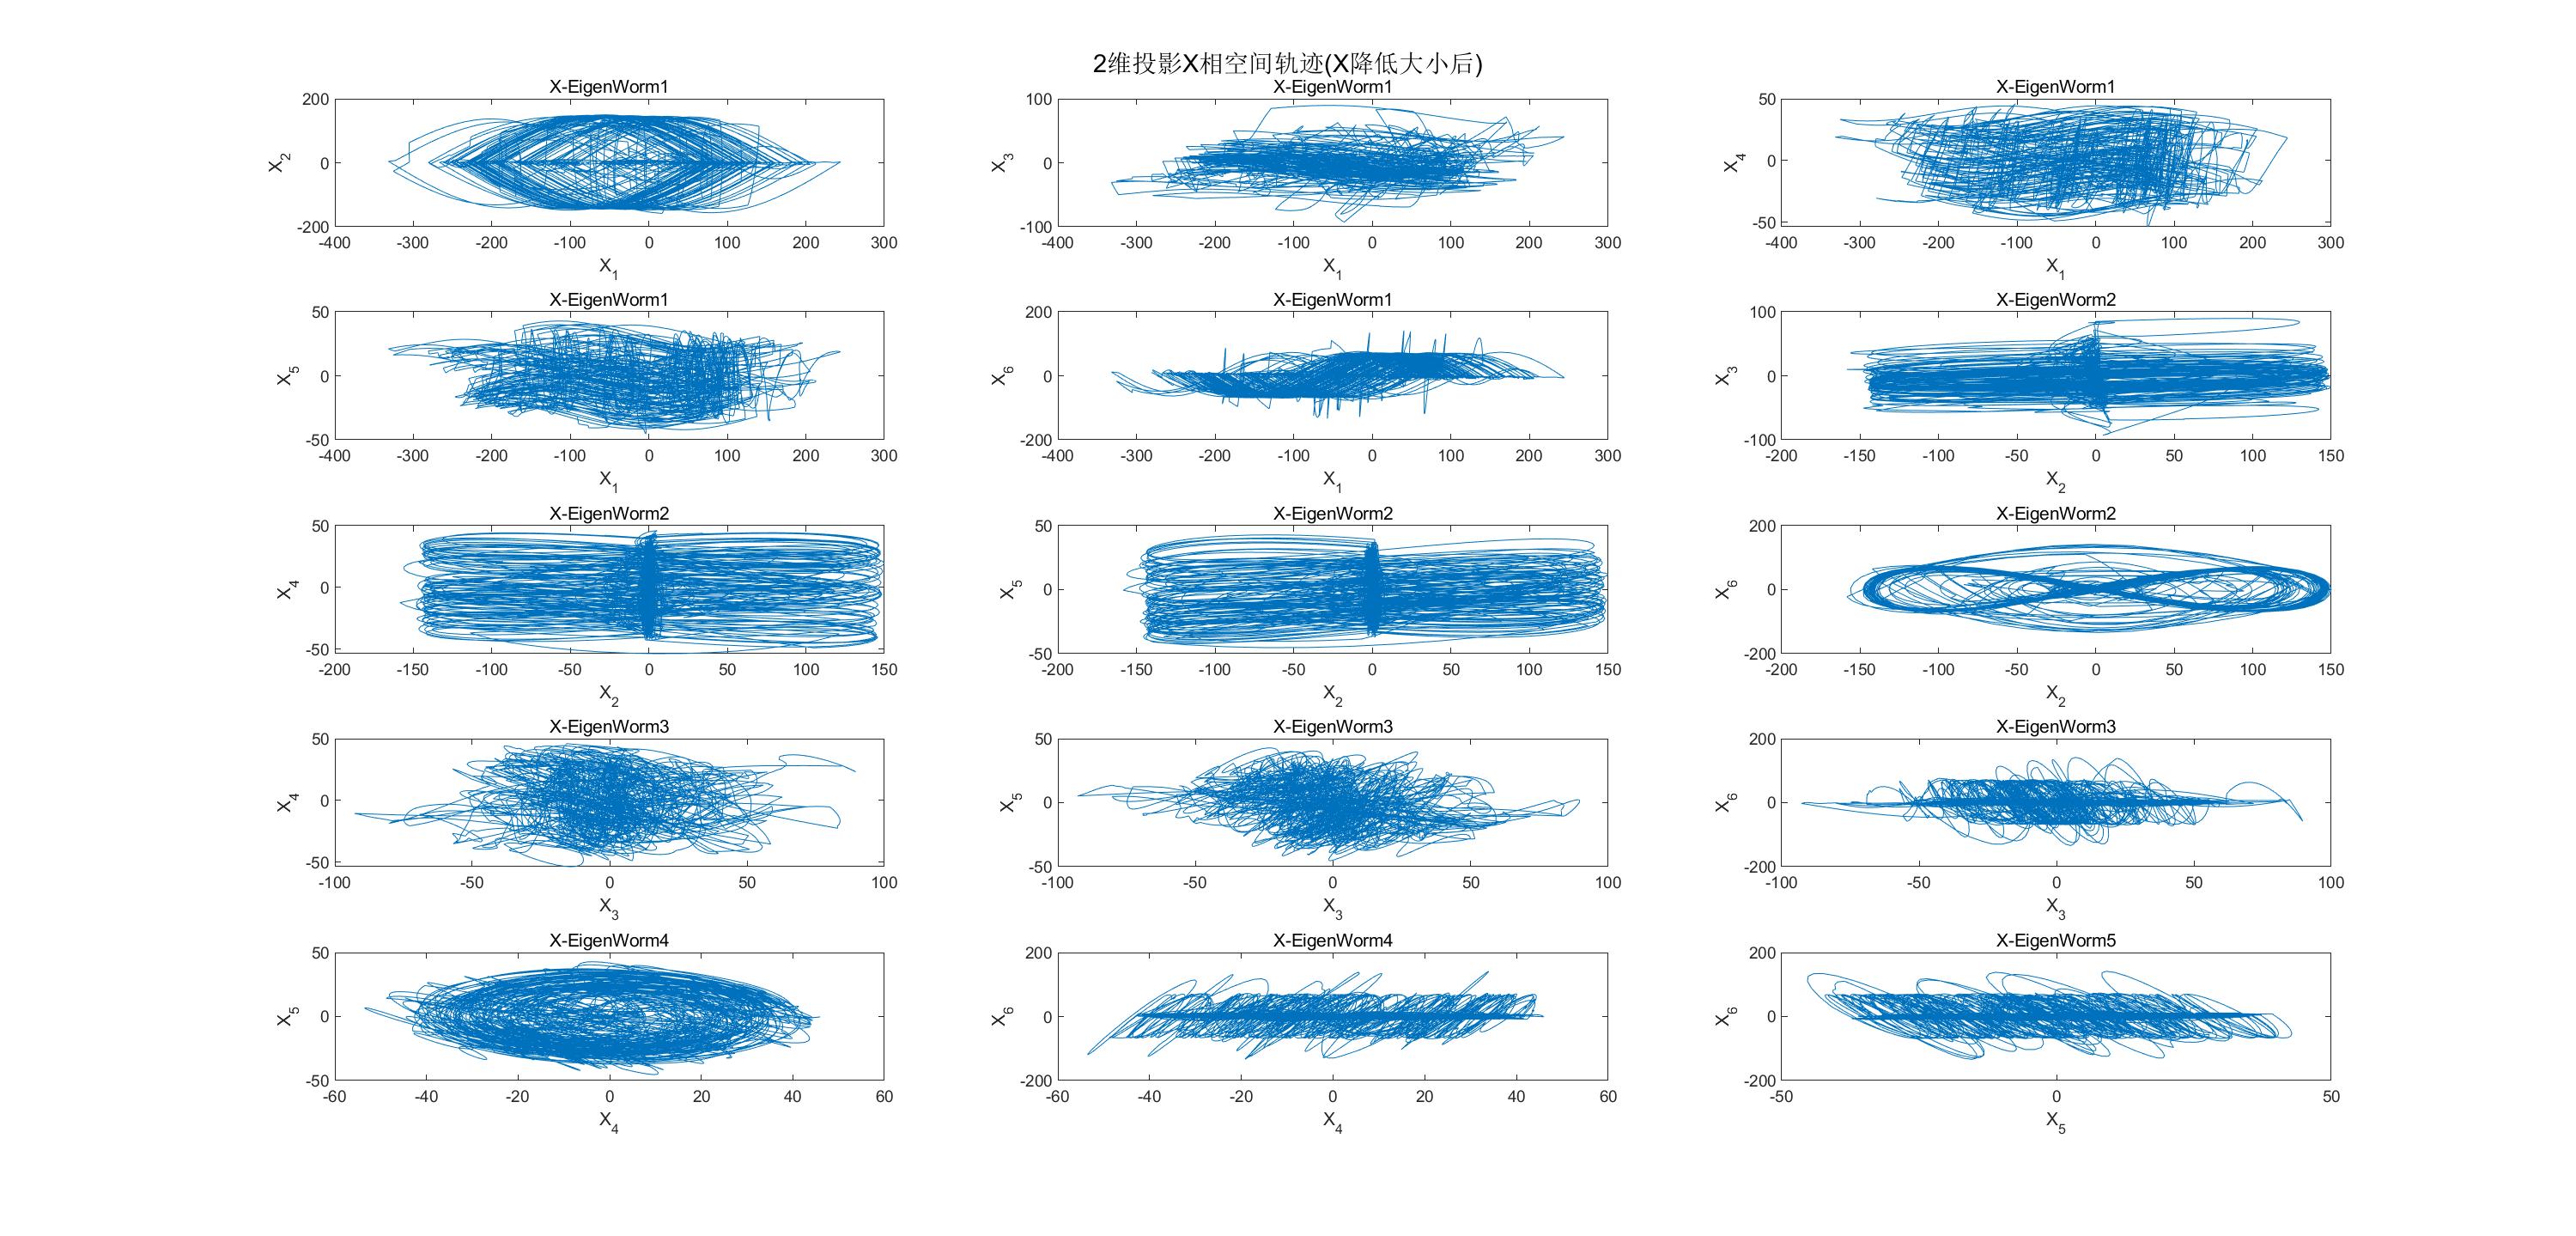 2维投影X相空间轨迹(X降低大小后)
X-EigenWorm1 X-EigenWorm1 X-EigenWorm1
200 100 50
X2 X3 X4
0 0 0
-200 -100 -50
-400 -300 -200 -100 0 100 200 300 -400 -300 -200 -100 0 100 200 300 -400 -300 -200 -100 0 100 200 300
X1 X1 X1
X-EigenWorm1 X-EigenWorm1 X-EigenWorm2
50 200 100
X5 X6 X3
0 0 0
-50 -200 -100
-400 -300 -200 -100 0 100 200 300 -400 -300 -200 -100 0 100 200 300 -200 -150 -100 -50 0 50 100 150
X1 X1 X2
X-EigenWorm2 X-EigenWorm2 X-EigenWorm2
50 50 200
X4 X5 X6
0 0 0
-50 -50 -200
-200 -150 -100 -50 0 50 100 150 -200 -150 -100 -50 0 50 100 150 -200 -150 -100 -50 0 50 100 150
X2 X2 X2
X-EigenWorm3 X-EigenWorm3 X-EigenWorm3
50 50 200
X4 X5 X6
0 0 0
-50 -50 -200
-100 -50 0 50 100 -100 -50 0 50 100 -100 -50 0 50 100
X3 X3 X3
X-EigenWorm4 X-EigenWorm4 X-EigenWorm5
50 200 200
X5 X6 X6
0 0 0
-50 -200 -200
-60 -40 -20 0 20 40 60 -60 -40 -20 0 20 40 60 -50 0 50
X4 X4 X5